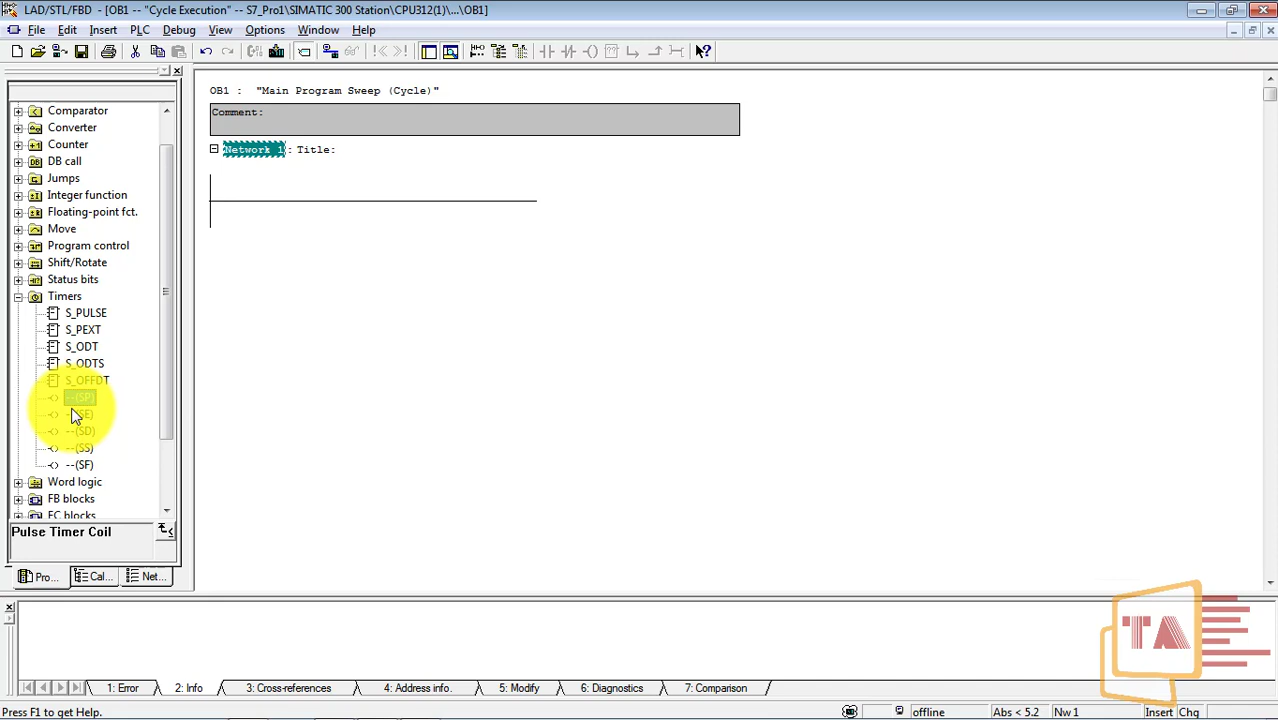 LAD/STL/FBD - [OB1 -- "Cycle Execution" -- S7_Pro1\SIMATIC 300 Station\CPU312(1)\...\OB1]
File Edit Insert PLC Debug View Options Window Help
OB1 : "Main Program Sweep (Cycle)"
Comment:
Network 1: Title:
Comparator
Converter
Counter
DB call
Jumps
Integer function
Floating-point fct.
Move
Program control
Shift/Rotate
Status bits
Timers
S_PULSE
S_PEXT
S_ODT
S_ODTS
S_OFFDT
--(SP)
--(SE)
--(SD)
--(SS)
--(SF)
Word logic
FB blocks
FC blocks
Pulse Timer Coil
Pro... Cal... Net...
1: Error 2: Info 3: Cross-references 4: Address info. 5: Modify 6: Diagnostics 7: Comparison
TA
Press F1 to get Help. offline Abs < 5.2 Nw 1 Insert Chg